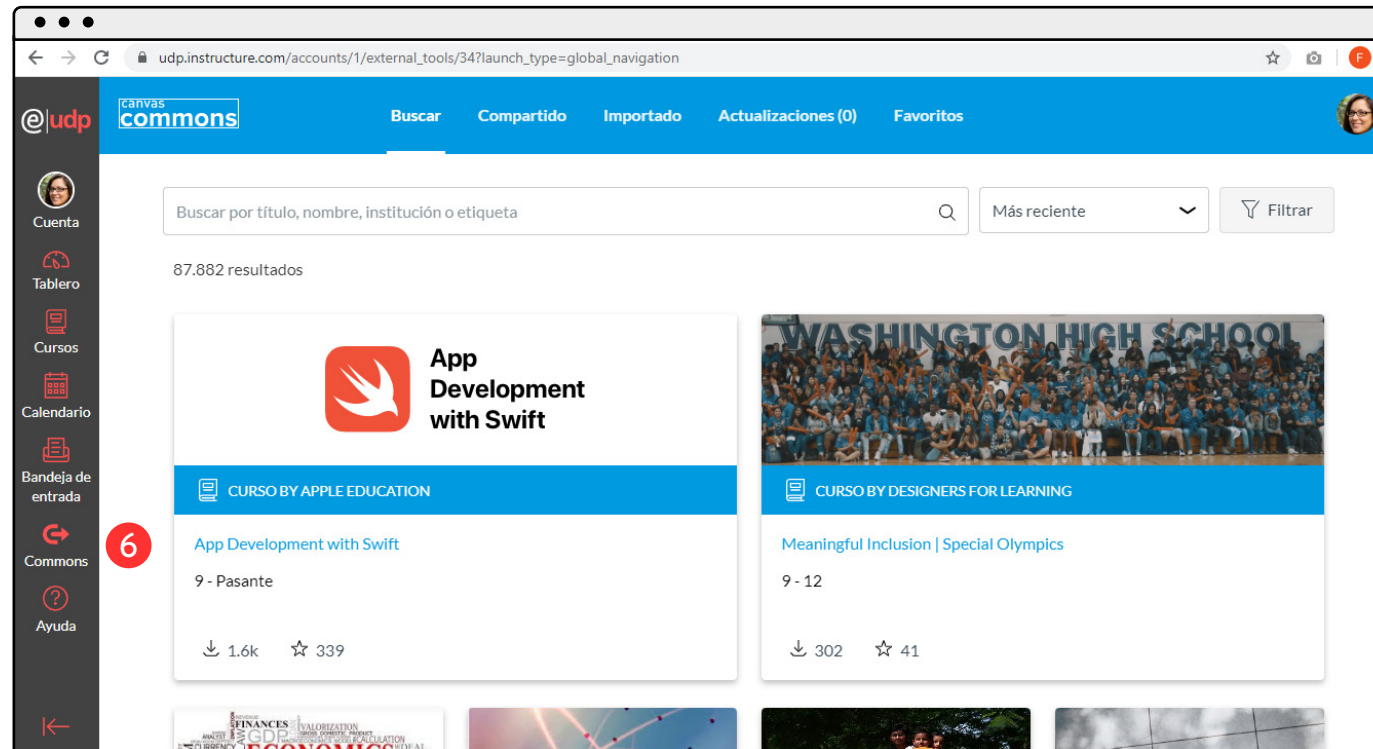 udp.instructure.com/accounts/1/external_tools/34?launch_type=global_navigation
F
e|udp
canvas
commons
Buscar
Compartido
Importado
Actualizaciones (0)
Favoritos
Cuenta
Tablero
Cursos
Calendario
Bandeja de
entrada
Commons
6
Ayuda
Buscar por título, nombre, institución o etiqueta
Más reciente
Filtrar
87.882 resultados
App
Development
with Swift
CURSO BY APPLE EDUCATION
App Development with Swift
9 - Pasante
1.6k
339
WASHINGTON HIGH SCHOOL
CURSO BY DESIGNERS FOR LEARNING
Meaningful Inclusion | Special Olympics
9 - 12
302
41
FINANCES
VALORIZATION
GDP
GROSS DOMESTIC PRODUCT
CURRENCY
ECONOMICS